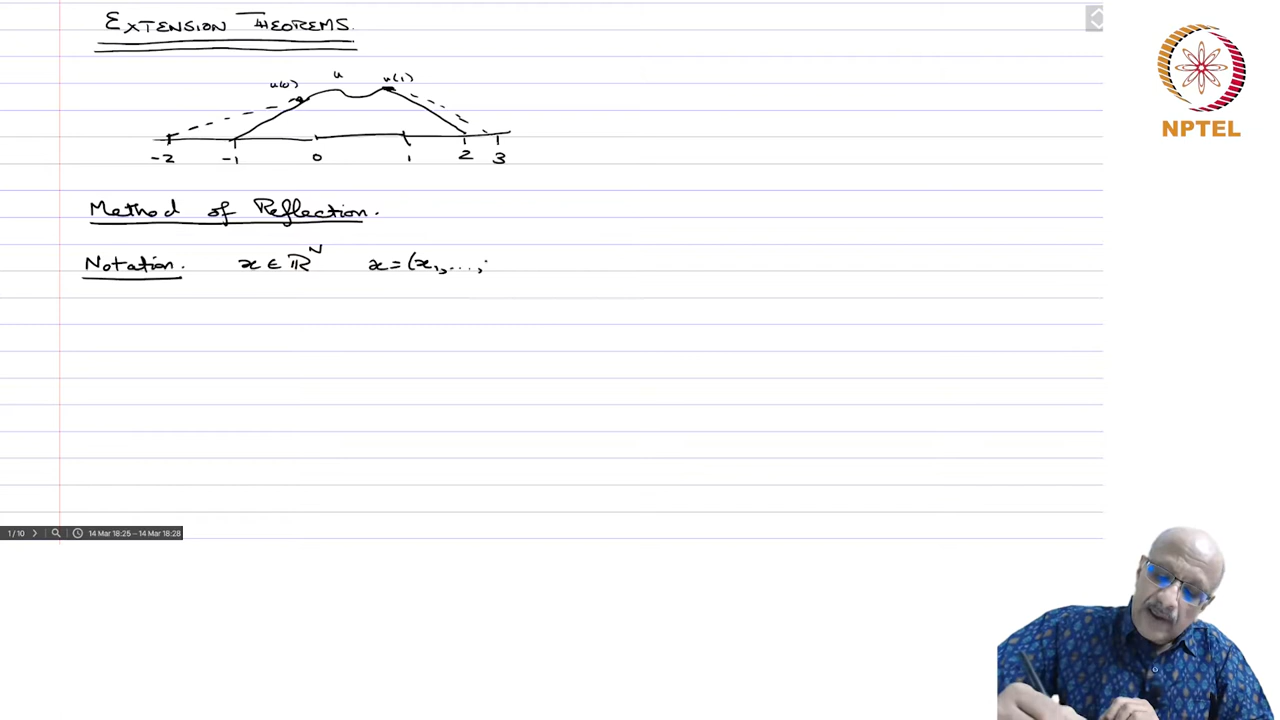 EXTENSION THEOREMS.
u(0) u u(1)
-2 -1 0 1 2 3
Method of Reflection.
Notation. x ∈ ℝᴺ x = (x₁, ...,
1 / 10 14 Mar 18:25 – 14 Mar 18:28
NPTEL